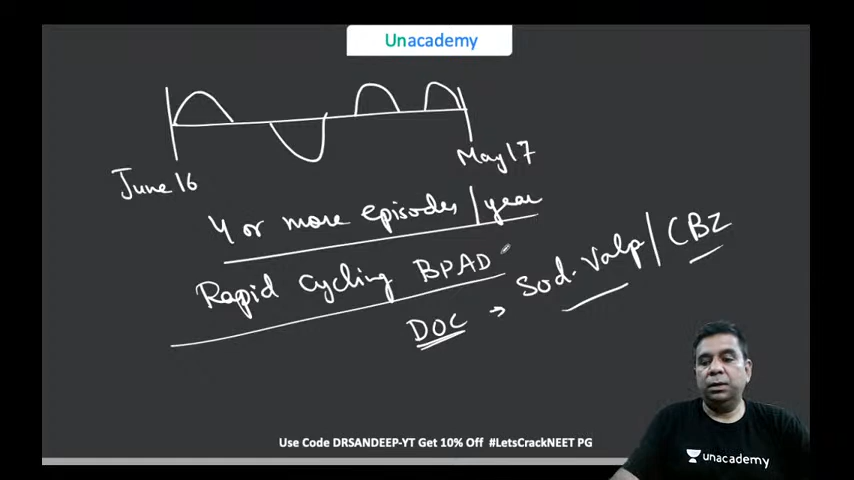 Unacademy
June 16
May 17
4 or more episodes / year
Rapid Cycling BPAD
DOC → Sod. Valp / CBZ
unacademy
Use Code DRSANDEEP-YT Get 10% Off #LetsCrackNEET PG